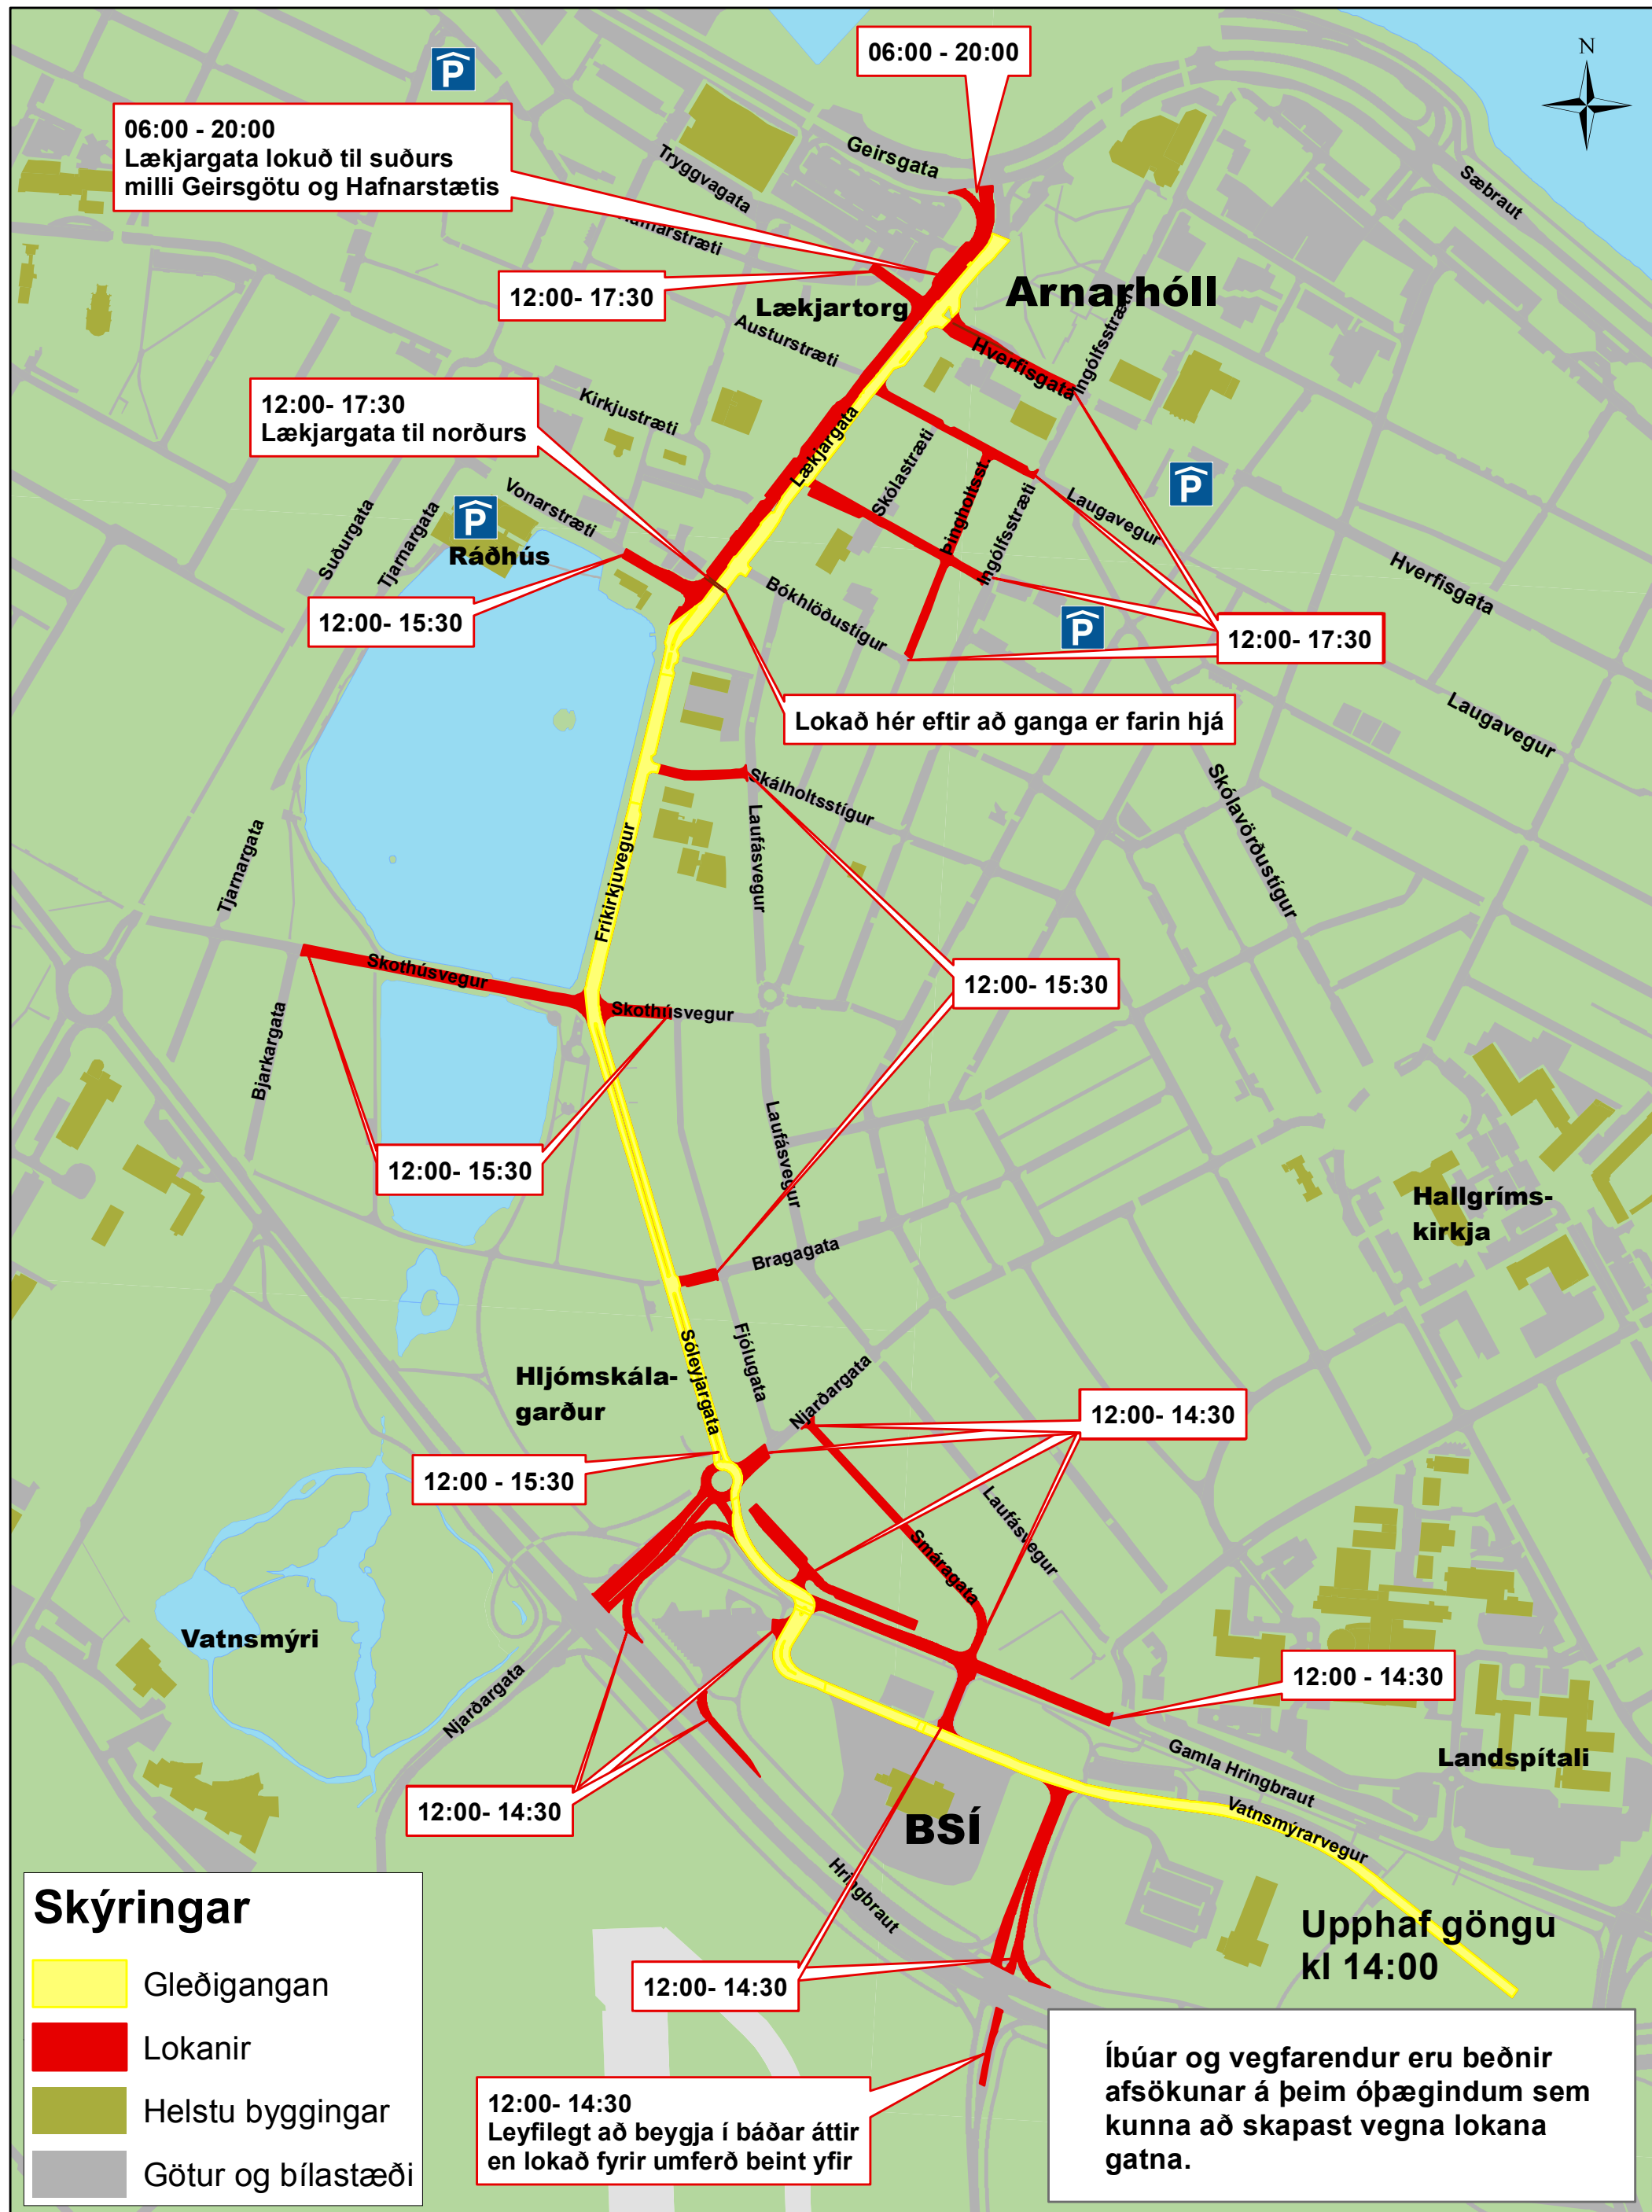 06:00 - 20:00
N
06:00 - 20:00
Lækjargata lokuð til suðurs
milli Geirsgötu og Hafnarstætis
Geirsgata
Tryggvagata
Sæbraut
12:00- 17:30
Lækjartorg
Arnarhóll
Austurstræti
Hverfisgata
Ingólfsstræti
12:00- 17:30
Lækjargata til norðurs
Kirkjustræti
Lækjargata
Skólastræti
Þingholtsst.
Ingólfsstræti
Laugavegur
Hverfisgata
Suðurgata
Tjarnargata
Vonarstræti
P
P
P
P
Ráðhús
12:00- 15:30
Bókhlöðustígur
12:00- 17:30
Lokað hér eftir að ganga er farin hjá
Laugavegur
Skálholtsstígur
Laufásvegur
Skólavörðustígur
Tjarnargata
Fríkirkjuvegur
Skothúsvegur
Skothúsvegur
12:00- 15:30
Bjarkargata
12:00- 15:30
Laufásvegur
Hallgríms-
kirkja
Bragagata
Sóleyjargata
Fjólugata
Hljómskála-
garður
Njarðargata
12:00- 14:30
12:00 - 15:30
Laufásvegur
Smáragata
Vatnsmýri
Njarðargata
12:00 - 14:30
Gamla Hringbraut
Landspítali
Vatnsmýrarvegur
12:00- 14:30
BSÍ
Hringbraut
Upphaf göngu
kl 14:00
12:00- 14:30
12:00- 14:30
Leyfilegt að beygja í báðar áttir
en lokað fyrir umferð beint yfir
Skýringar
Gleðigangan
Lokanir
Helstu byggingar
Götur og bílastæði
Íbúar og vegfarendur eru beðnir
afsökunar á þeim óþægindum sem
kunna að skapast vegna lokana
gatna.